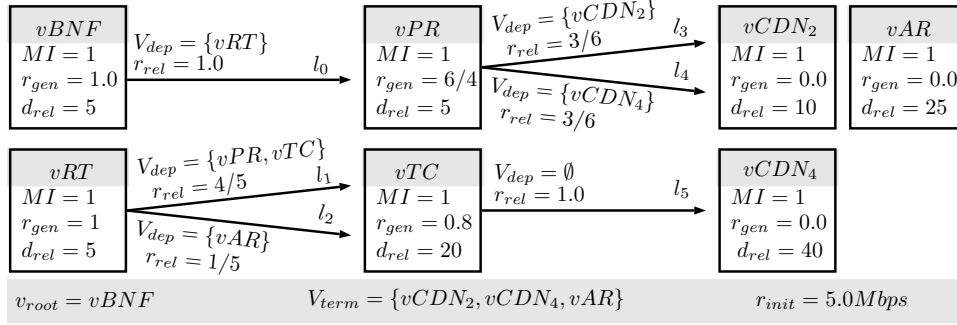 vBNF
MI = 1
r_gen = 1.0
d_rel = 5
V_dep = {vRT}
r_rel = 1.0
l_0
vPR
MI = 1
r_gen = 6/4
d_rel = 5
V_dep = {vCDN_2}
r_rel = 3/6
l_3
l_4
V_dep = {vCDN_4}
r_rel = 3/6
vCDN_2
MI = 1
r_gen = 0.0
d_rel = 10
vAR
MI = 1
r_gen = 0.0
d_rel = 25
vRT
MI = 1
r_gen = 1
d_rel = 5
V_dep = {vPR, vTC}
r_rel = 4/5
l_1
l_2
V_dep = {vAR}
r_rel = 1/5
vTC
MI = 1
r_gen = 0.8
d_rel = 20
V_dep = ∅
r_rel = 1.0
l_5
vCDN_4
MI = 1
r_gen = 0.0
d_rel = 40
v_root = vBNF
V_term = {vCDN_2, vCDN_4, vAR}
r_init = 5.0Mbps